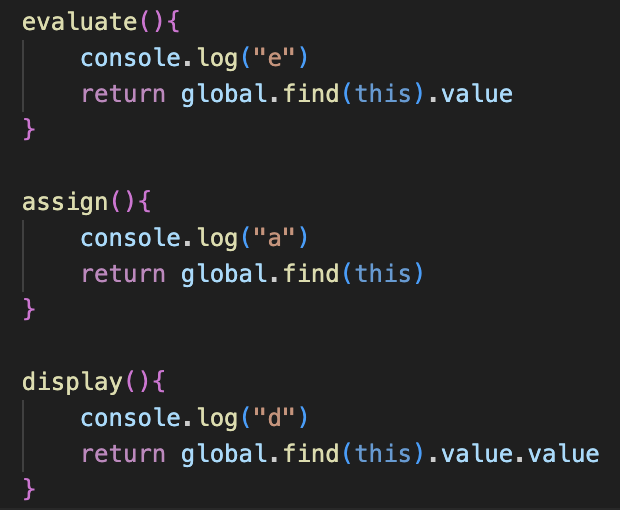 evaluate(){
    console.log("e")
    return global.find(this).value
}

assign(){
    console.log("a")
    return global.find(this)
}

display(){
    console.log("d")
    return global.find(this).value.value
}